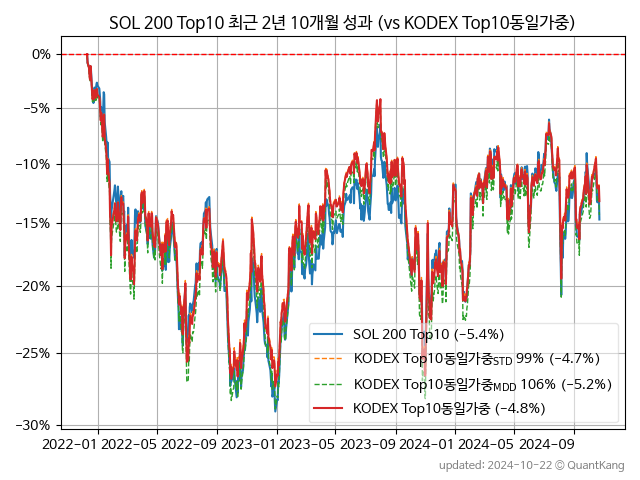 SOL 200 Top10 최근 2년 10개월 성과 (vs KODEX Top10동일가중)
0%
−5%
−10%
−15%
−20%
−25%
−30%
SOL 200 Top10 (−5.4%)
KODEX Top10동일가중STD 99% (−4.7%)
KODEX Top10동일가중MDD 106% (−5.2%)
KODEX Top10동일가중 (−4.8%)
2022−01 2022−05 2022−09 2023−01 2023−05 2023−09 2024−01 2024−05 2024−09
updated: 2024-10-22 ⓒ QuantKang